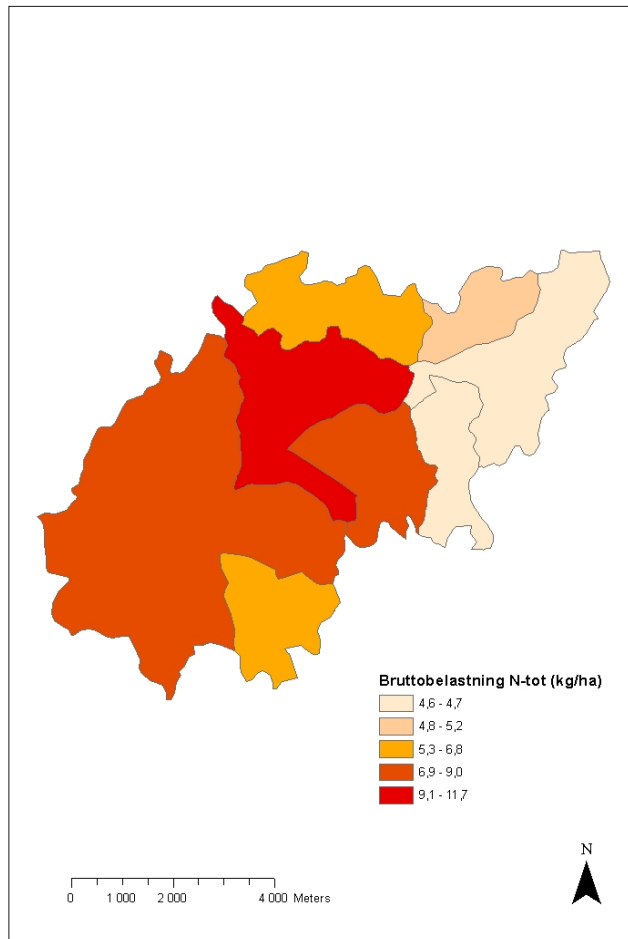 Bruttobelastning N-tot (kg/ha)
4,6 - 4,7
4,8 - 5,2
5,3 - 6,8
6,9 - 9,0
9,1 - 11,7
N
0 1 000 2 000 4 000 Meters